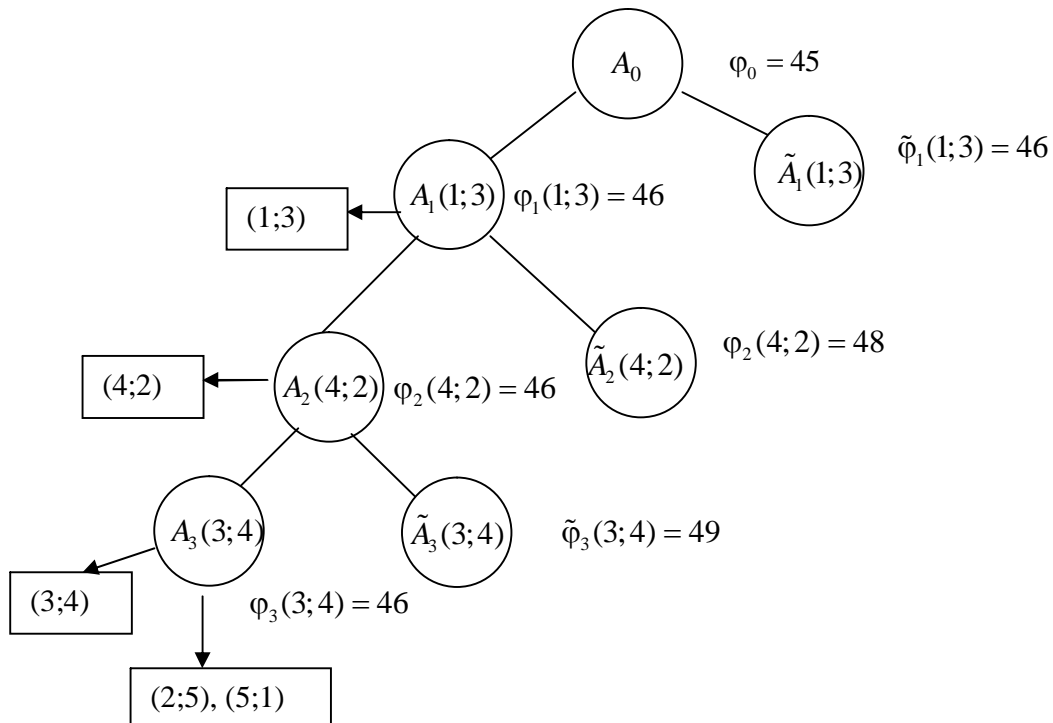 A₀ φ₀ = 45
Ã₁(1;3) φ̃₁(1;3) = 46
A₁(1;3) φ₁(1;3) = 46
(1;3)
Ã₂(4;2) φ₂(4;2) = 48
(4;2)
A₂(4;2) φ₂(4;2) = 46
A₃(3;4)
Ã₃(3;4) φ̃₃(3;4) = 49
(3;4)
φ₃(3;4) = 46
(2;5), (5;1)